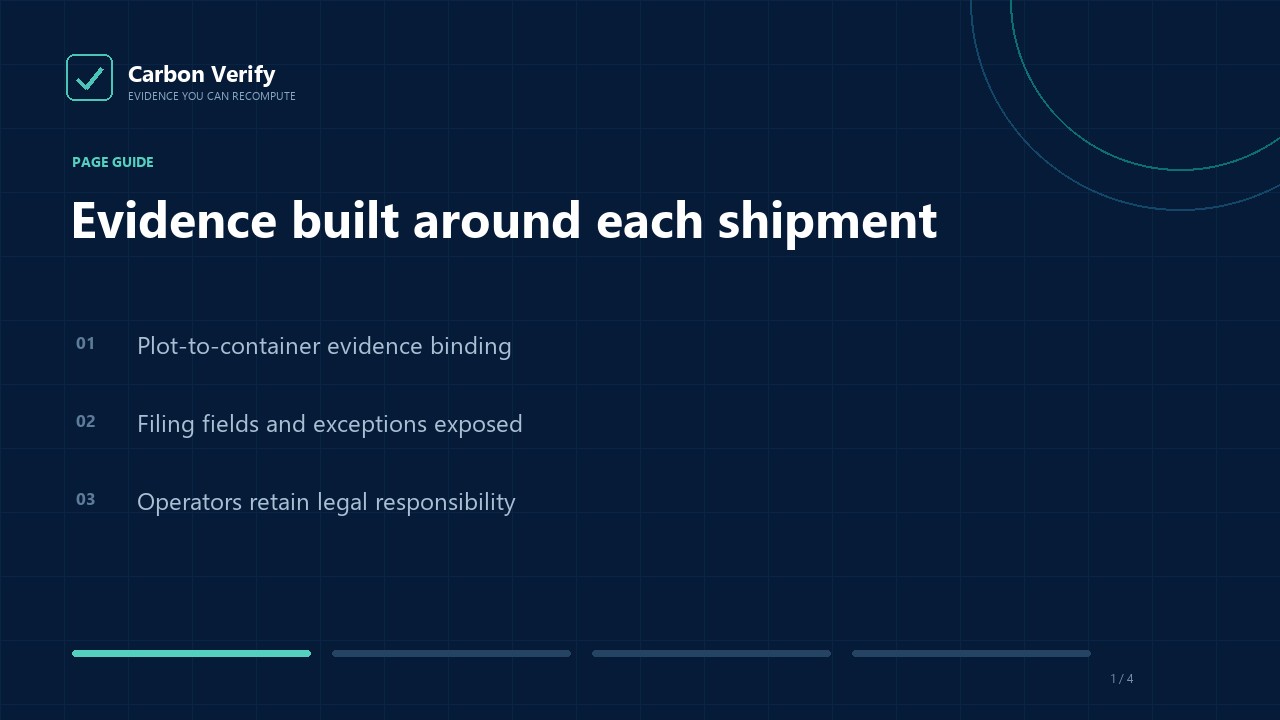 Carbon Verify
EVIDENCE YOU CAN RECOMPUTE
PAGE GUIDE
Evidence built around each shipment
01 Plot-to-container evidence binding
02 Filing fields and exceptions exposed
03 Operators retain legal responsibility
1 / 4